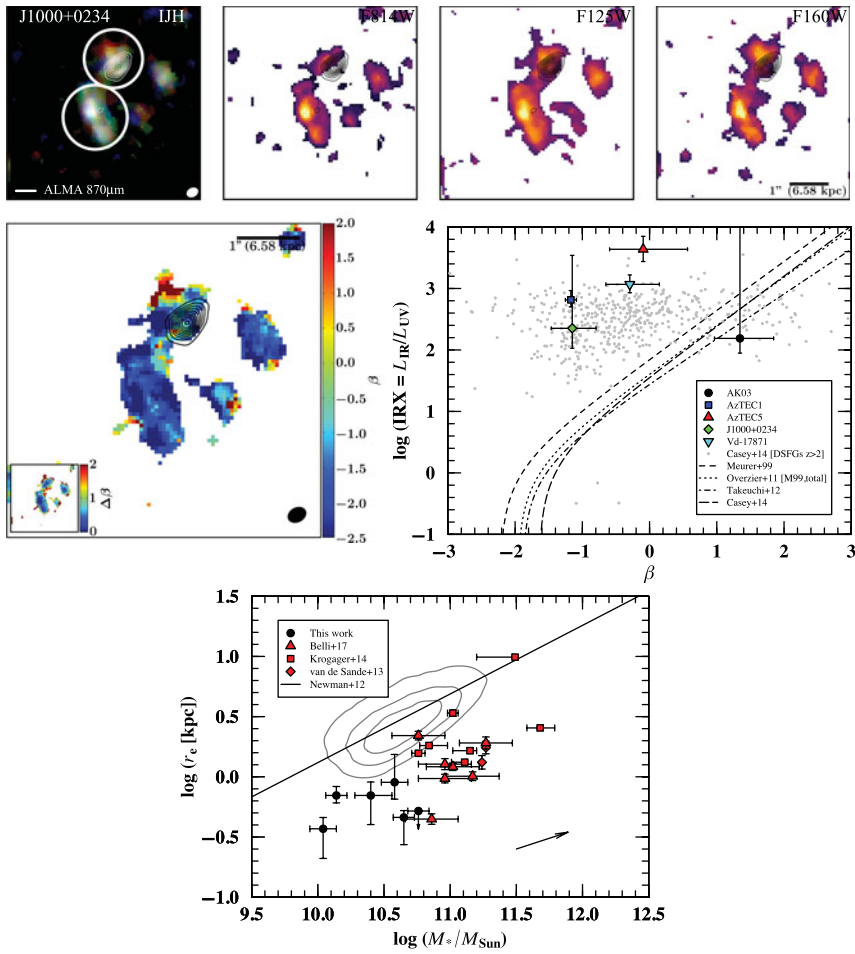 J1000+0234 IJH
ALMA 870μm
F814W
F125W
F160W
1" (6.58 kpc)
1" (6.58 kpc)
2.0
1.5
1.0
0.5
0.0
−0.5
−1.0
−1.5
−2.0
−2.5
β
2
0
Δβ
4
3
2
1
0
−1
log (IRX = L_IR/L_UV)
AK03
AzTEC1
AzTEC5
J1000+0234
Vd-17871
Casey+14 [DSFGs z>2]
Meurer+99
Overzier+11 [M99,total]
Takeuchi+12
Casey+14
−3 −2 −1 0 1 2 3
β
1.5
1.0
0.5
0.0
−0.5
−1.0
log (r_e [kpc])
This work
Belli+17
Krogager+14
van de Sande+13
Newman+12
9.5 10.0 10.5 11.0 11.5 12.0 12.5
log (M_*/M_Sun)